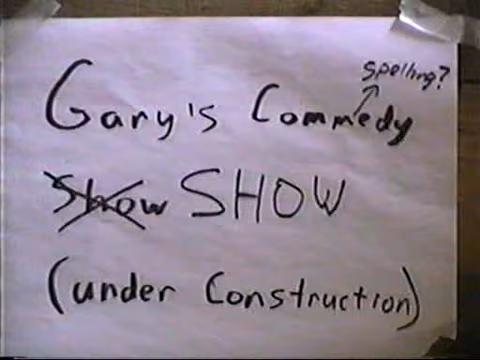 spelling?
Gary's Commedy
Show SHOW
(under Construction)